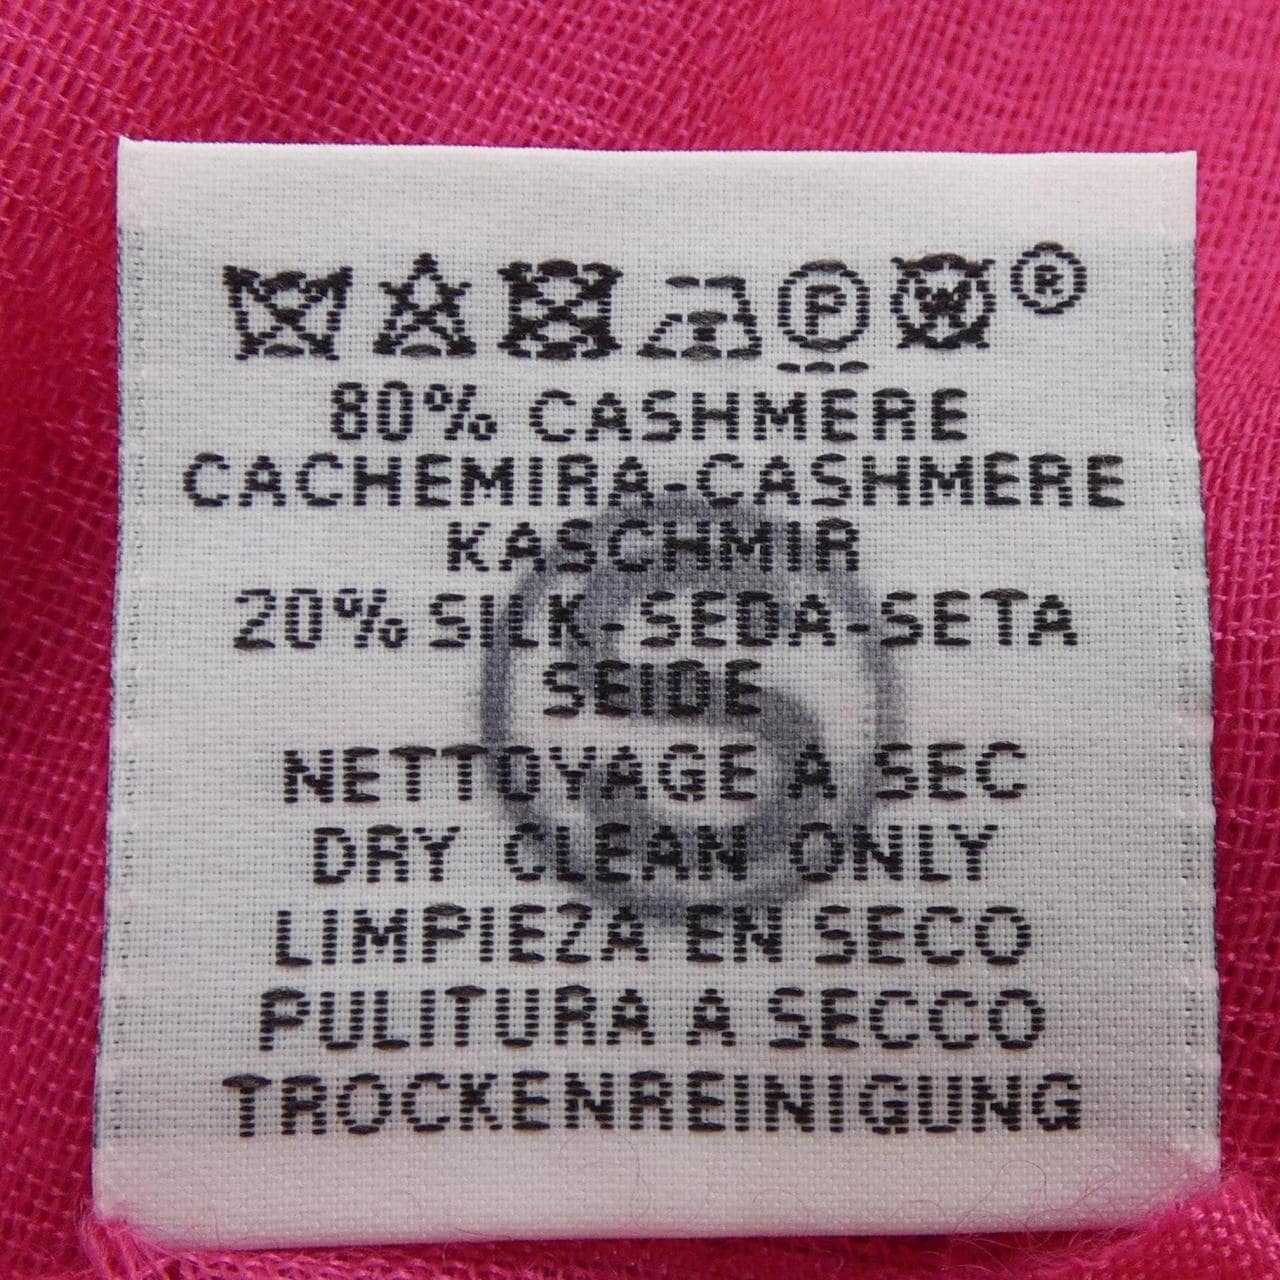 P W ®
80% CASHMERE
CACHEMIRA-CASHMERE
KASCHMIR
20% SILK-SEDA-SETA
SEIDE
NETTOYAGE A SEC
DRY CLEAN ONLY
LIMPIEZA EN SECO
PULITURA A SECCO
TROCKENREINIGUNG
S